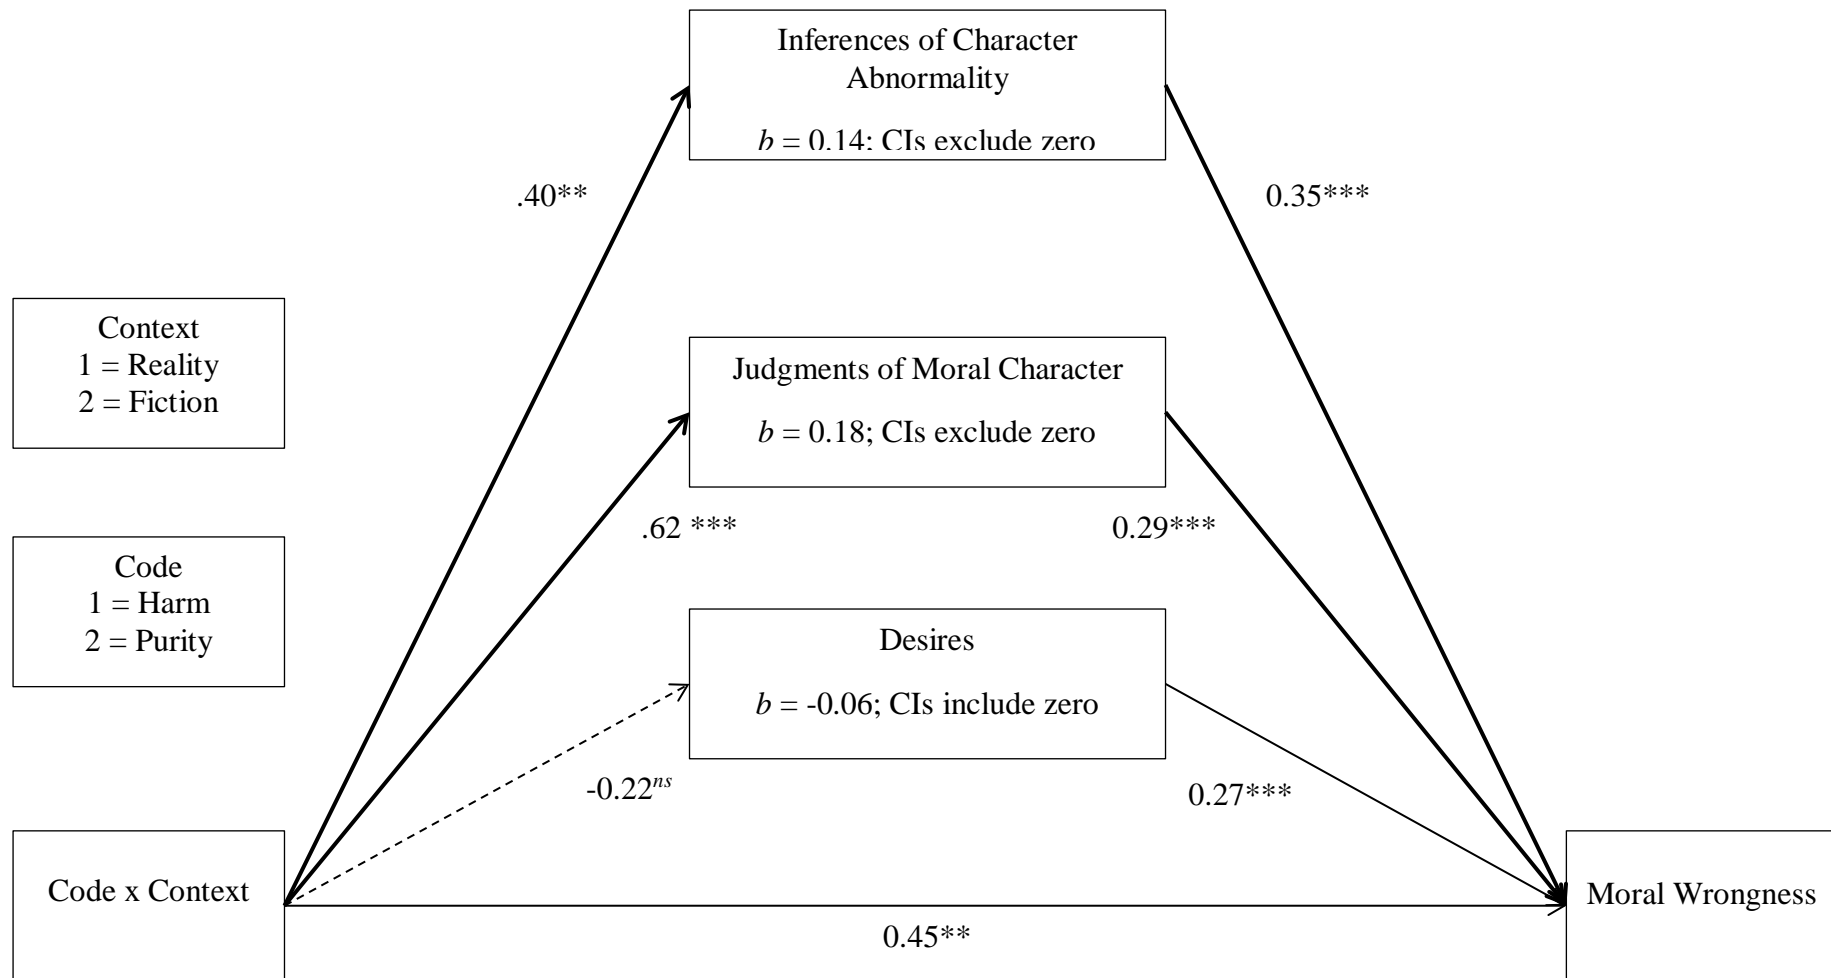 Inferences of Character
Abnormality
b = 0.14; CIs exclude zero
.40**
0.35***
Context
1 = Reality
2 = Fiction
Judgments of Moral Character
b = 0.18; CIs exclude zero
.62 ***
0.29***
Code
1 = Harm
2 = Purity
Desires
b = -0.06; CIs include zero
-0.22ns
0.27***
Code x Context
Moral Wrongness
0.45**